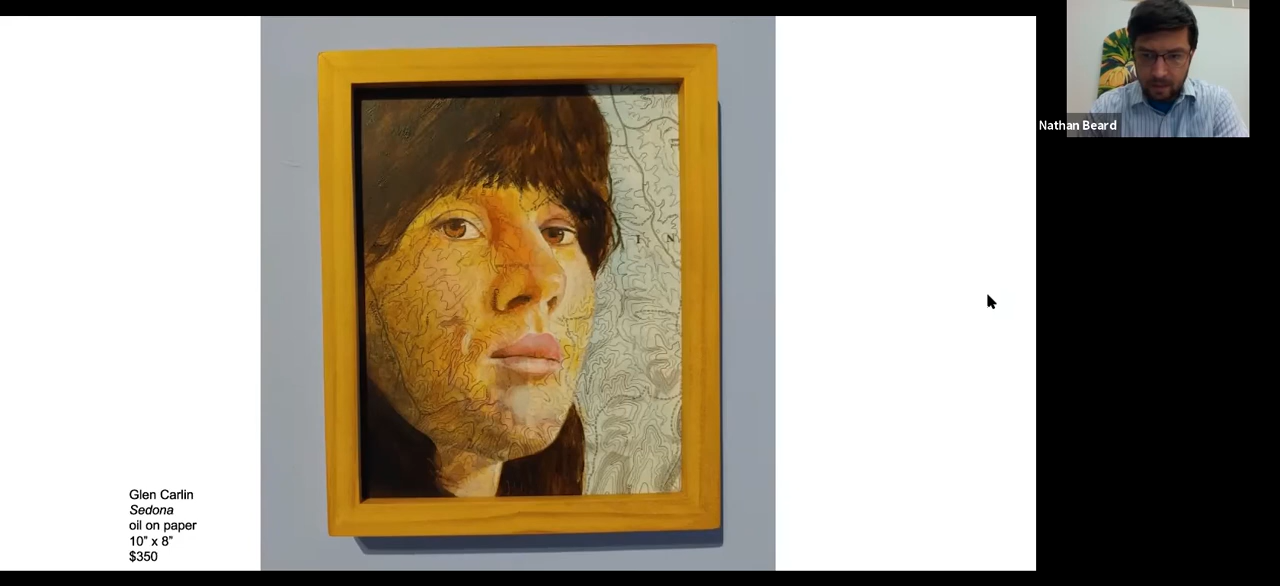 Glen Carlin
Sedona
oil on paper
10” x 8”
$350
I N
Nathan Beard